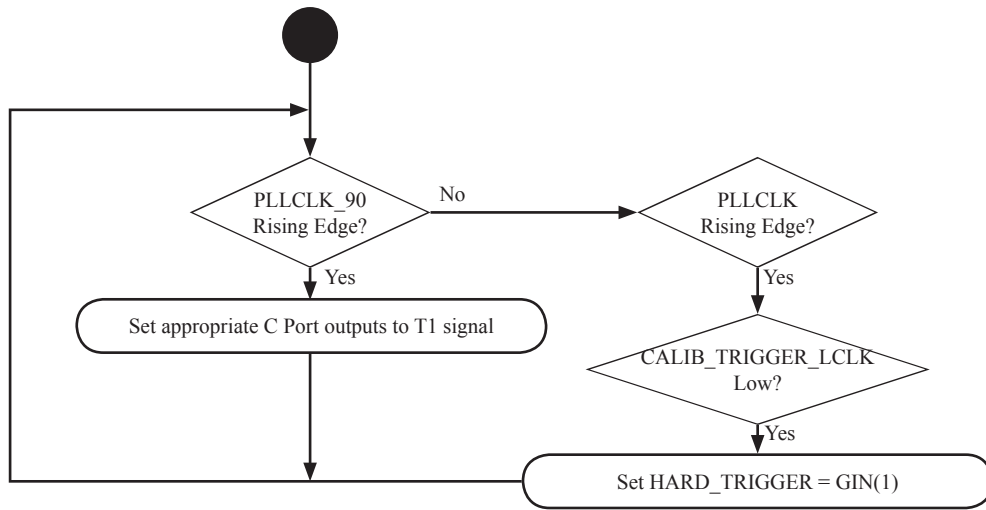 PLLCLK_90
Rising Edge?
No
PLLCLK
Rising Edge?
Yes
Yes
Set appropriate C Port outputs to T1 signal
CALIB_TRIGGER_LCLK
Low?
Yes
Set HARD_TRIGGER = GIN(1)